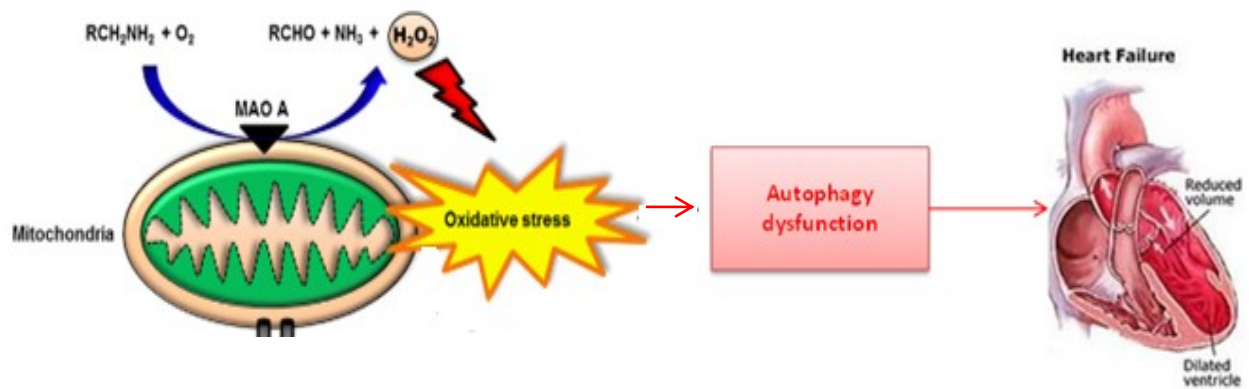 RCH₂NH₂ + O₂
RCHO + NH₃ + H₂O₂
MAO A
Mitochondria
Oxidative stress
Autophagy
dysfunction
Heart Failure
Reduced
volume
Dilated
ventricle